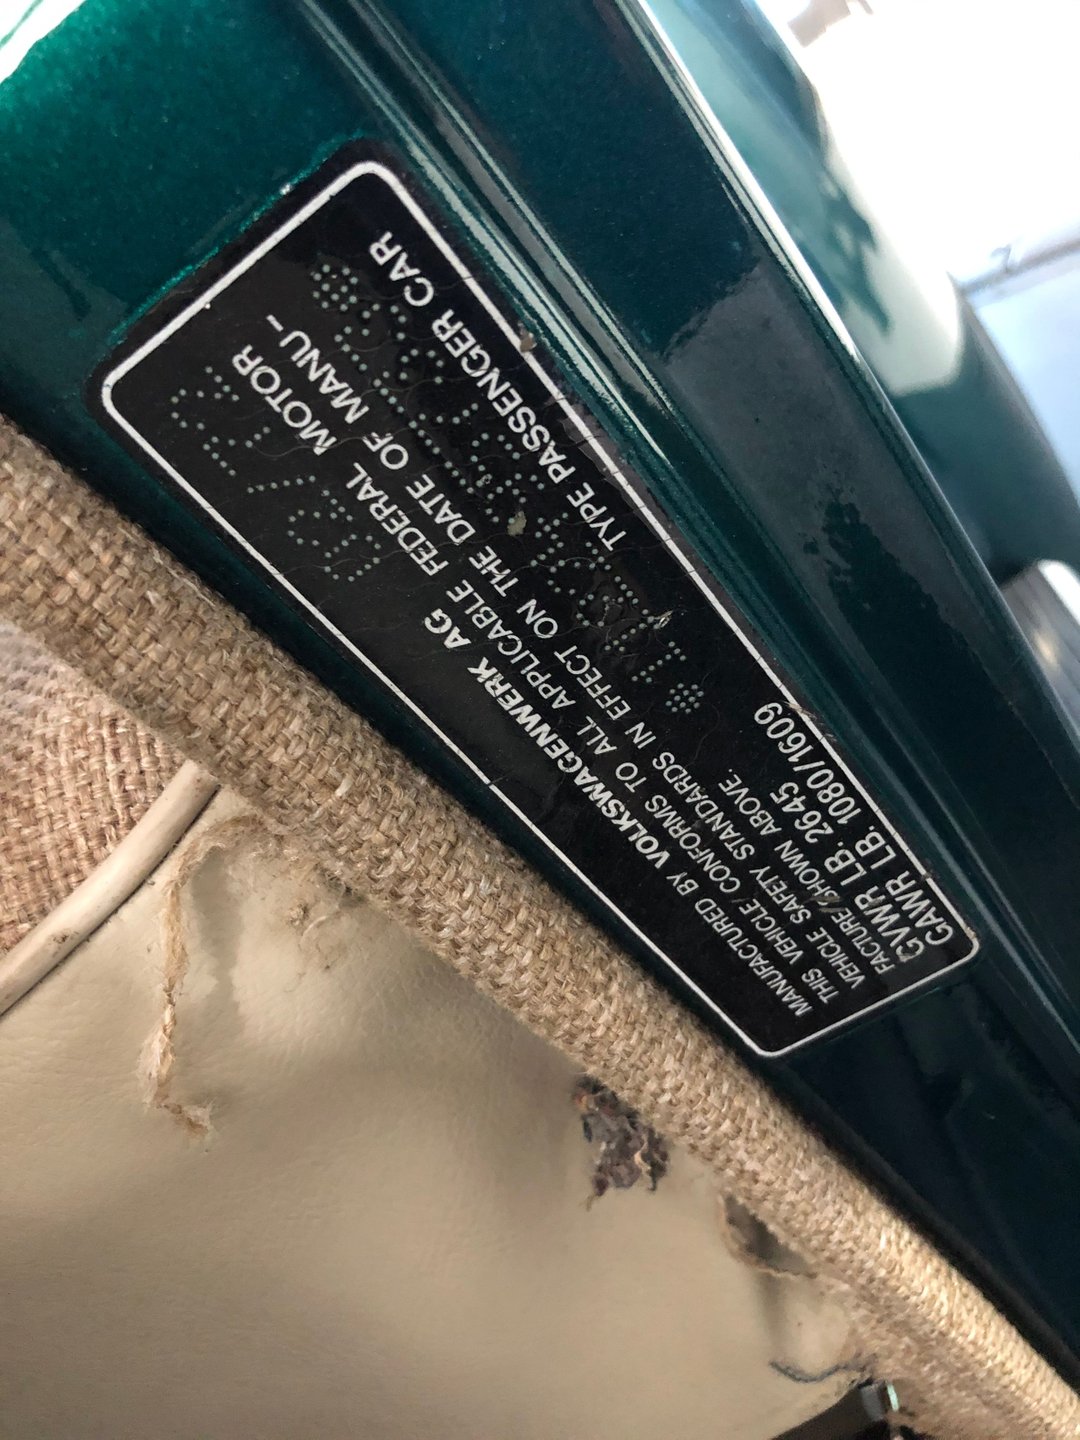 MANUFACTURED BY VOLKSWAGENWERK AG
THIS VEHICLE CONFORMS TO ALL APPLICABLE FEDERAL MOTOR
VEHICLE SAFETY STANDARDS IN EFFECT ON THE DATE OF MANU-
FACTURE SHOWN ABOVE.
GVWR LB. 2645
GAWR LB. 1080/1609 TYPE PASSENGER CAR